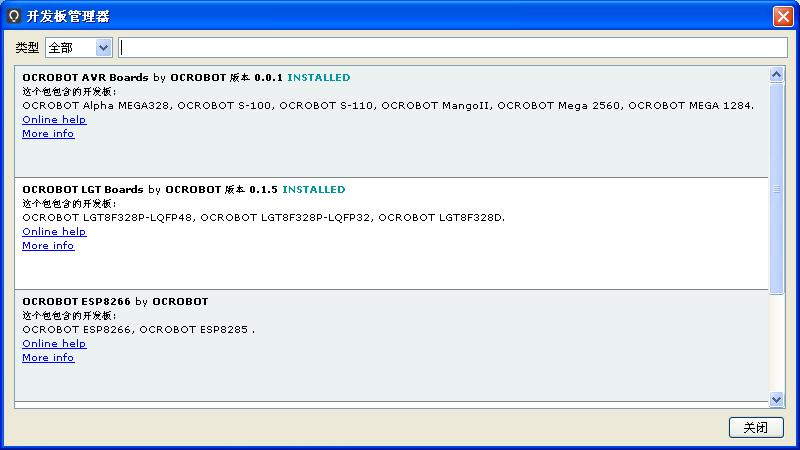 开发板管理器
类型 全部
OCROBOT AVR Boards by OCROBOT 版本 0.0.1 INSTALLED
这个包包含的开发板:
OCROBOT Alpha MEGA328, OCROBOT S-100, OCROBOT S-110, OCROBOT MangoII, OCROBOT Mega 2560, OCROBOT MEGA 1284.
Online help
More info
OCROBOT LGT Boards by OCROBOT 版本 0.1.5 INSTALLED
这个包包含的开发板:
OCROBOT LGT8F328P-LQFP48, OCROBOT LGT8F328P-LQFP32, OCROBOT LGT8F328D.
Online help
More info
OCROBOT ESP8266 by OCROBOT
这个包包含的开发板:
OCROBOT ESP8266, OCROBOT ESP8285 .
Online help
More info
关闭